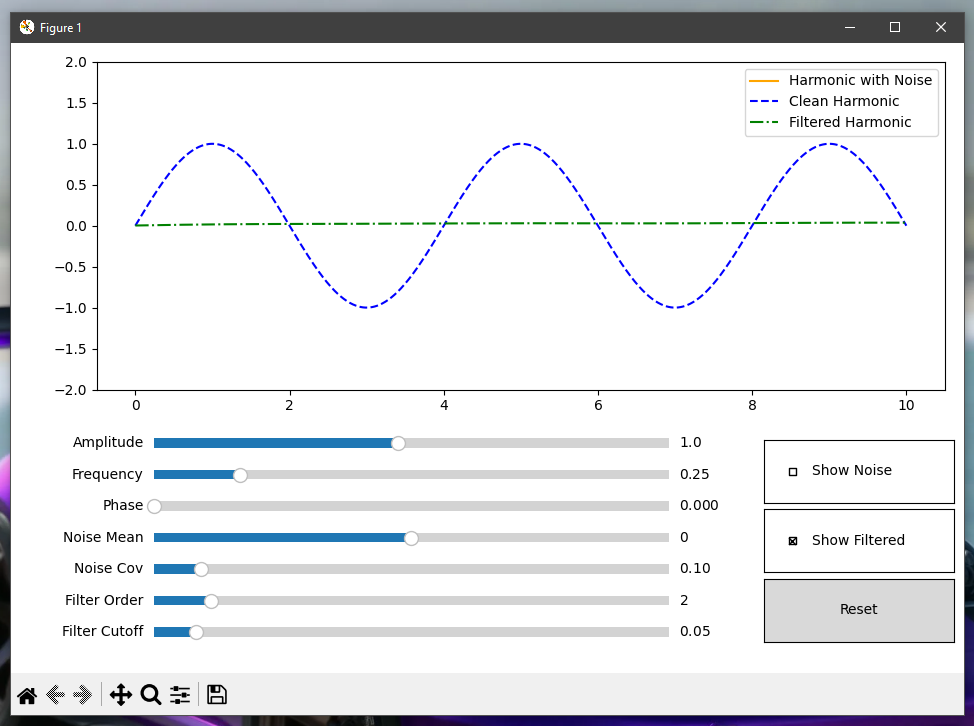 Figure 1
2.0
1.5
1.0
0.5
0.0
−0.5
−1.0
−1.5
−2.0
0 2 4 6 8 10
Harmonic with Noise
Clean Harmonic
Filtered Harmonic
Amplitude 1.0
Frequency 0.25
Phase 0.000
Noise Mean 0
Noise Cov 0.10
Filter Order 2
Filter Cutoff 0.05
Show Noise
Show Filtered
Reset